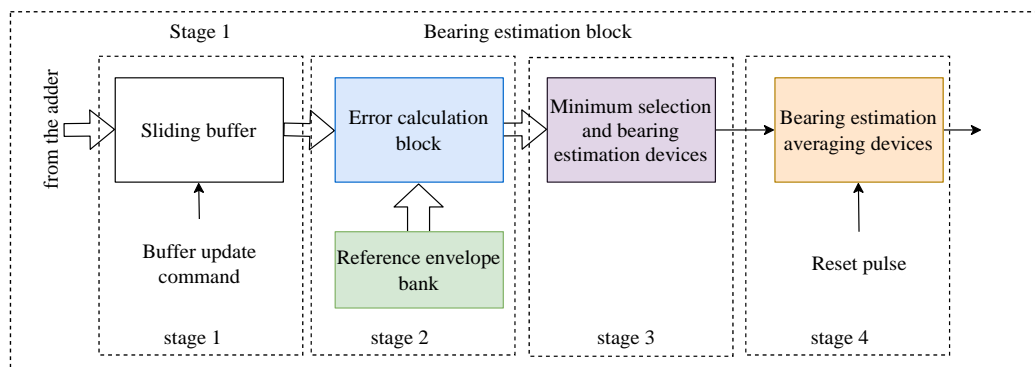 Stage 1
Bearing estimation block
from the adder
Sliding buffer
Error calculation
block
Minimum selection
and bearing
estimation devices
Bearing estimation
averaging devices
Buffer update
command
Reference envelope
bank
Reset pulse
stage 1
stage 2
stage 3
stage 4